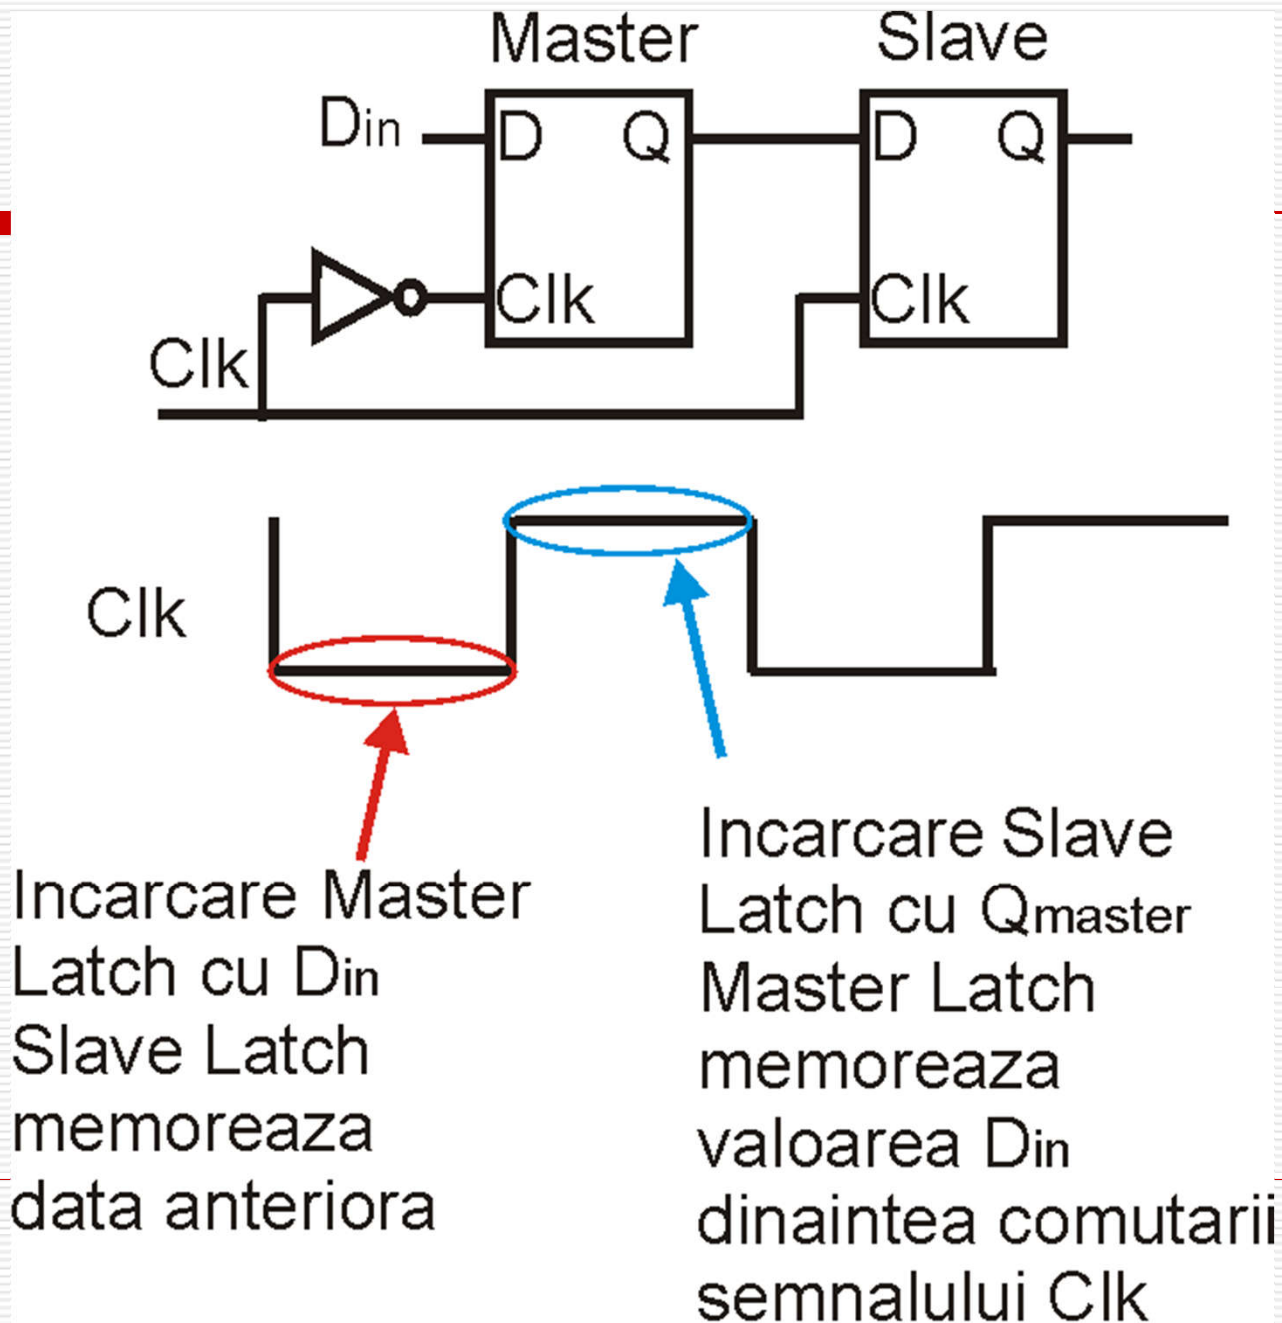 Master Slave
Din D Q D Q
Clk Clk
Clk
Clk
Incarcare Master
Latch cu Din
Slave Latch
memoreaza
data anterioara
Incarcare Slave
Latch cu Qmaster
Master Latch
memoreaza
valoarea Din
dinaintea comutarii
semnalului Clk